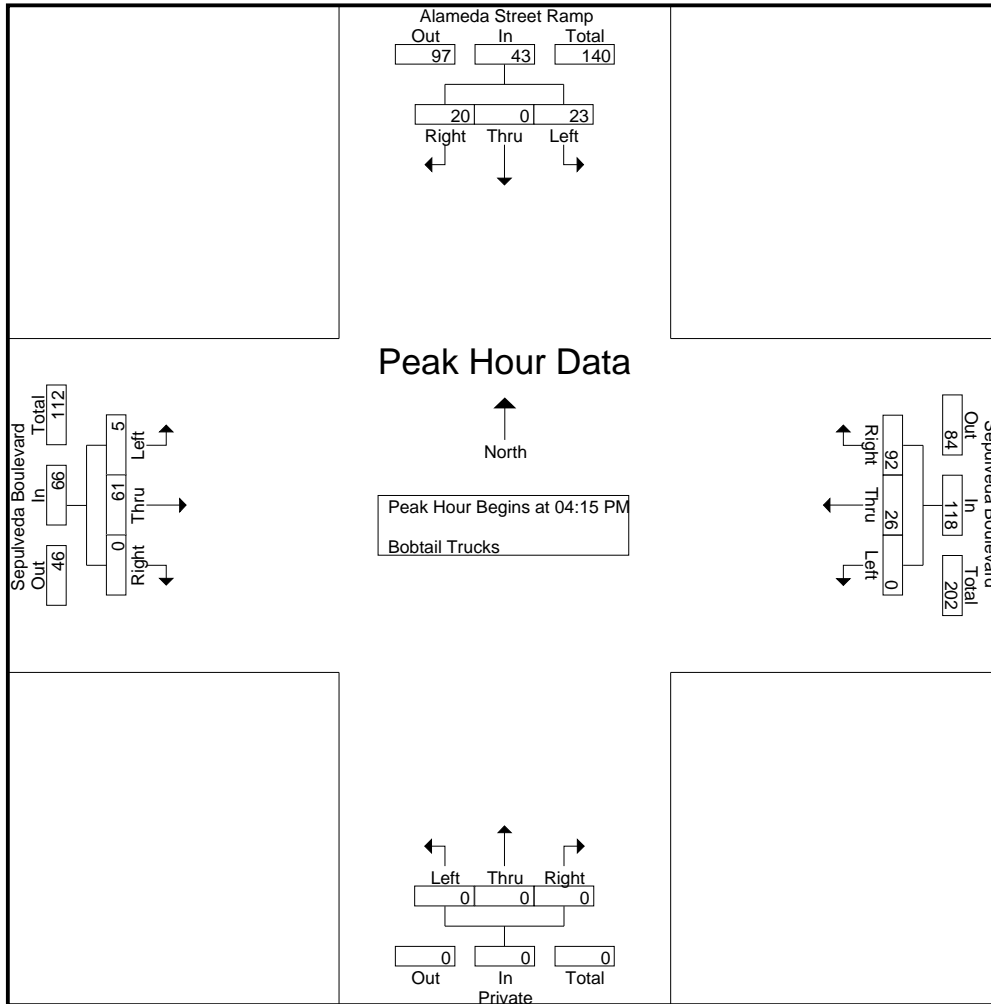 Alameda Street Ramp
Out In Total
97 43 140
20 0 23
Right Thru Left
Peak Hour Data
North
Peak Hour Begins at 04:15 PM
Bobtail Trucks
Sepulveda Boulevard
Total In Out
112 66 46
5 61 0
Left Thru Right
Sepulveda Boulevard
Out In Total
84 118 202
92 26 0
Right Thru Left
Left Thru Right
0 0 0
0 0 0
Out In Total
Private